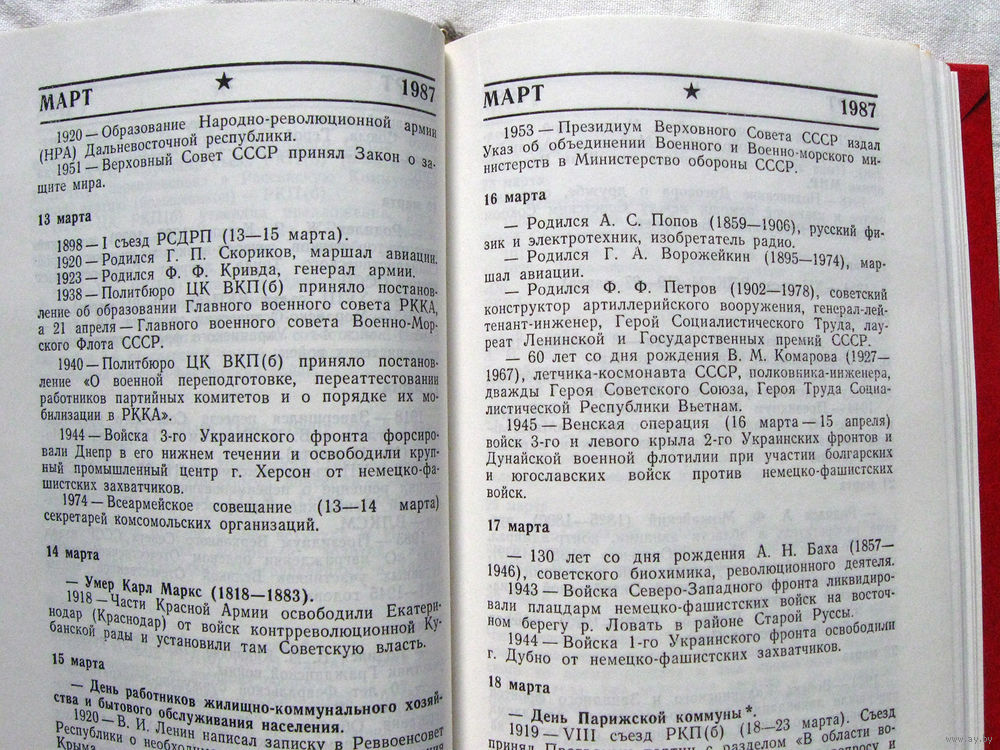 МАРТ ★ 1987
1920 — Образование Народно-революционной армии
(НРА) Дальневосточной республики.
1951 — Верховный Совет СССР принял Закон о за-
щите мира.
13 марта
1898 — I съезд РСДРП (13—15 марта).
1920 — Родился Г. П. Скориков, маршал авиации.
1923 — Родился Ф. Ф. Кривда, генерал армии.
1938 — Политбюро ЦК ВКП(б) приняло постанов-
ление об образовании Главного военного совета РККА,
а 21 апреля — Главного военного совета Военно-Мор-
ского Флота СССР.
1940 — Политбюро ЦК ВКП(б) приняло постанов-
ление «О военной переподготовке, переаттестовании
работников партийных комитетов и о порядке их мо-
билизации в РККА».
1944 — Войска 3-го Украинского фронта форсиро-
вали Днепр в его нижнем течении и освободили круп-
ный промышленный центр г. Херсон от немецко-фа-
шистских захватчиков.
1974 — Всеармейское совещание (13—14 марта)
секретарей комсомольских организаций.
14 марта
— Умер Карл Маркс (1818—1883).
1918 — Части Красной Армии освободили Екатери-
нодар (Краснодар) от войск контрреволюционной Ку-
банской рады и установили там Советскую власть.
15 марта
— День работников жилищно-коммунального хозяй-
ства и бытового обслуживания населения.
1920 — В. И. Ленин написал записку в Реввоенсовет
Республики о необходимо
Крыма
МАРТ ★ 1987
1953 — Президиум Верховного Совета СССР издал
Указ об объединении Военного и Военно-морского ми-
нистерств в Министерство обороны СССР.
16 марта
— Родился А. С. Попов (1859—1906), русский фи-
зик и электротехник, изобретатель радио.
— Родился Г. А. Ворожейкин (1895—1974), мар-
шал авиации.
— Родился Ф. Ф. Петров (1902—1978), советский
конструктор артиллерийского вооружения, генерал-лей-
тенант-инженер, Герой Социалистического Труда, лау-
реат Ленинской и Государственных премий СССР.
— 60 лет со дня рождения В. М. Комарова (1927—
1967), летчика-космонавта СССР, полковника-инженера,
дважды Героя Советского Союза, Героя Труда Социа-
листической Республики Вьетнам.
1945 — Венская операция (16 марта — 15 апреля)
войск 3-го и левого крыла 2-го Украинских фронтов и
Дунайской военной флотилии при участии болгарских
и югославских войск против немецко-фашистских
войск.
17 марта
— 130 лет со дня рождения А. Н. Баха (1857—
1946), советского биохимика, революционного деятеля.
1943 — Войска Северо-Западного фронта ликвидиро-
вали плацдарм немецко-фашистских войск на восточ-
ном берегу р. Ловать в районе Старой Руссы.
1944 — Войска 1-го Украинского фронта освободили
г. Дубно от немецко-фашистских захватчиков.
18 марта
— День Парижской коммуны*.
1919 — VIII съезд РКП(б) (18—23 марта). Съезд
принял с разделом «В области во-
www.ay.by